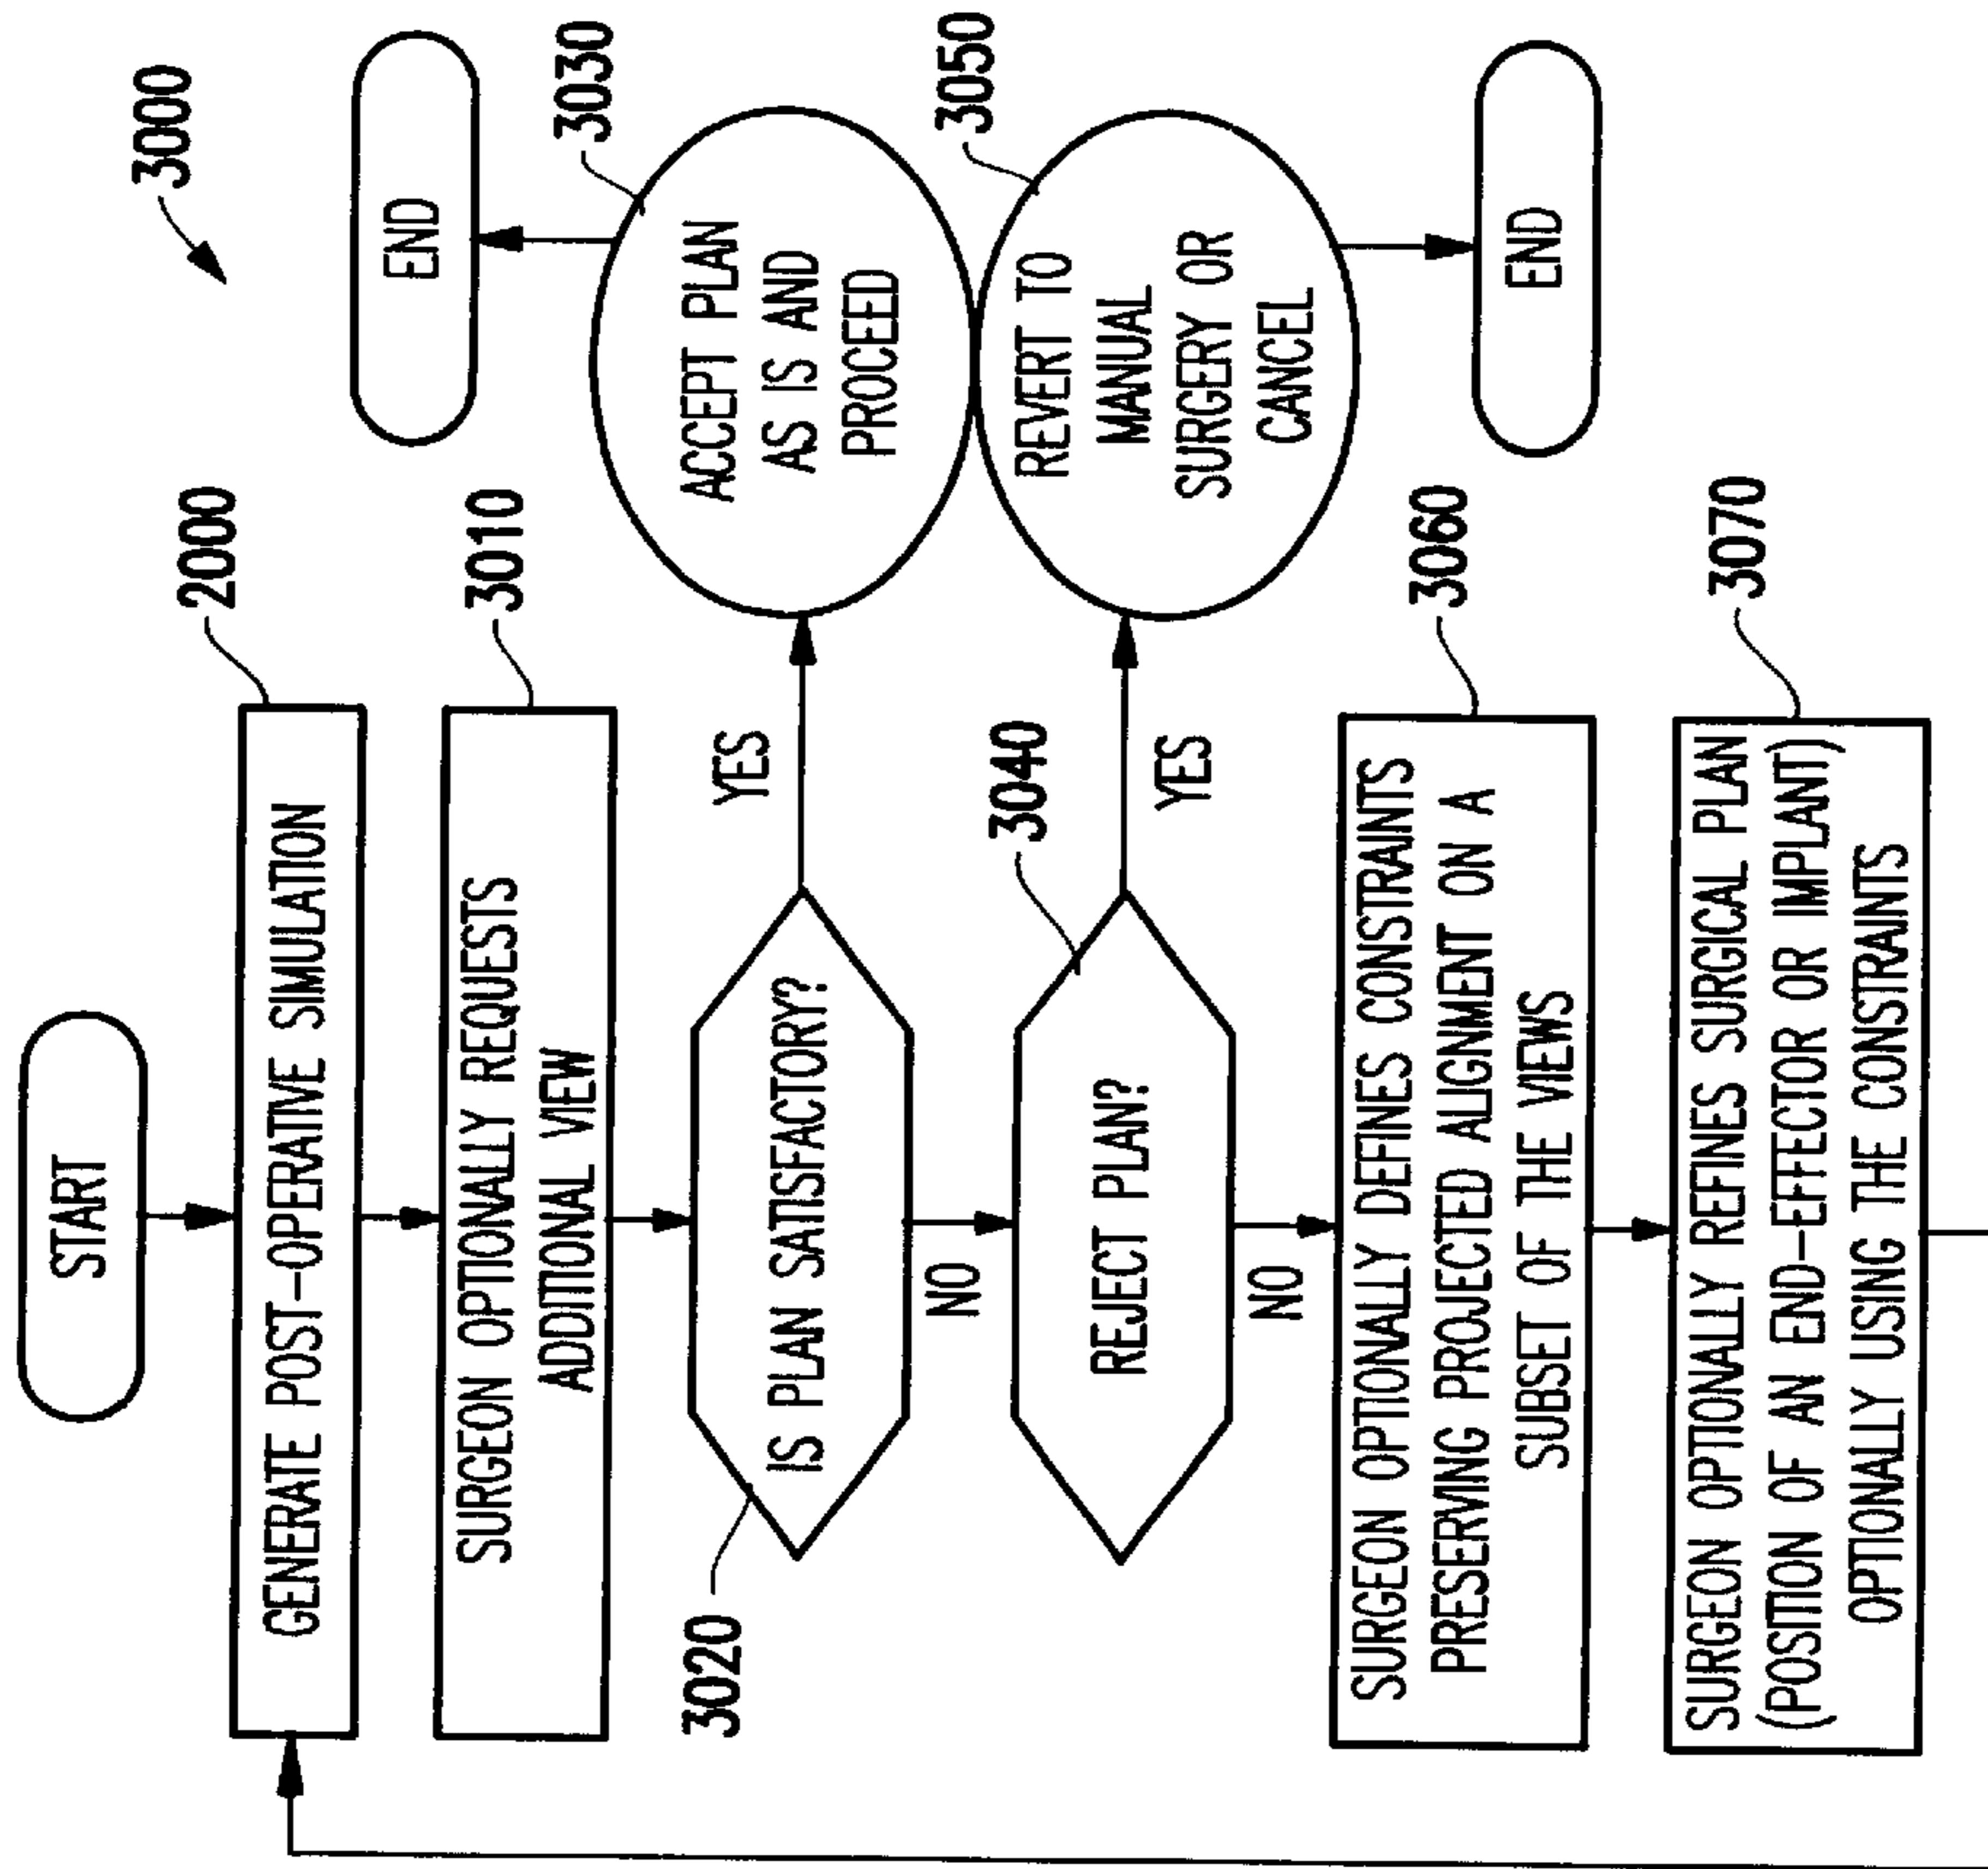 3000
START
2000
GENERATE POST-OPERATIVE SIMULATION
3010
SURGEON OPTIONALLY REQUESTS
ADDITIONAL VIEW
3020
IS PLAN SATISFACTORY?
YES
NO
3030
ACCEPT PLAN
AS IS AND
PROCEED
END
3040
REJECT PLAN?
YES
NO
3050
REVERT TO
MANUAL
SURGERY OR
CANCEL
END
3060
SURGEON OPTIONALLY DEFINES CONSTRAINTS
PRESERVING PROJECTED ALIGNMENT ON A
SUBSET OF THE VIEWS
3070
SURGEON OPTIONALLY REFINES SURGICAL PLAN
(POSITION OF AN END-EFFECTOR OR IMPLANT)
OPTIONALLY USING THE CONSTRAINTS